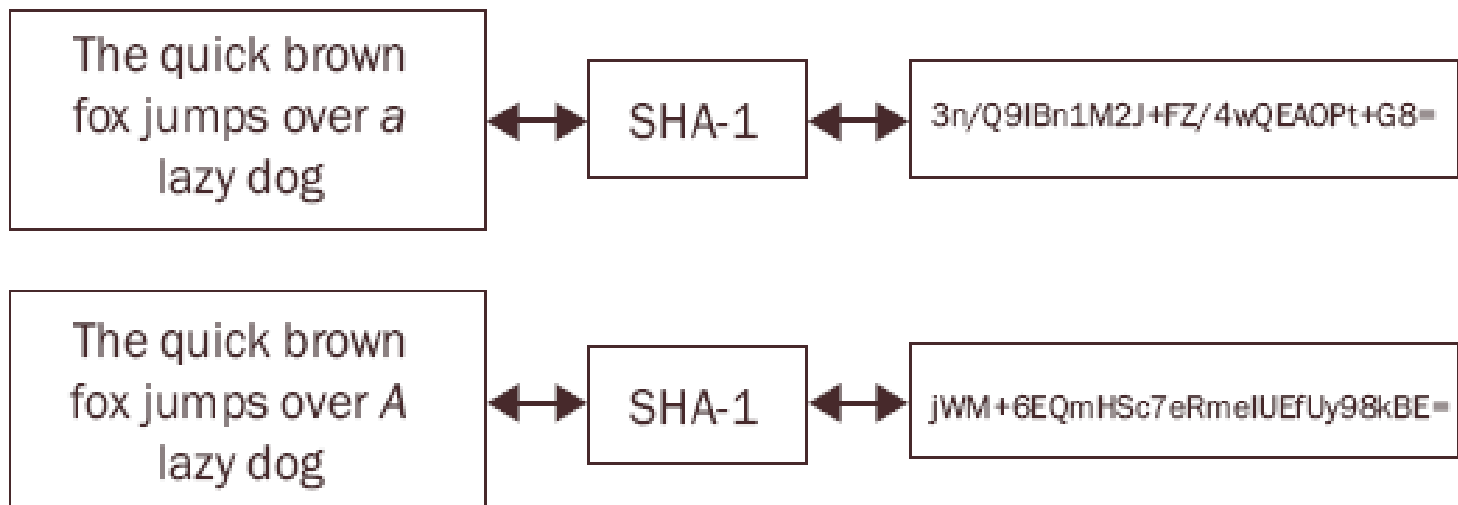 The quick brown
fox jumps over a
lazy dog
SHA-1
3n/Q9IBn1M2J+FZ/4wQEAOPt+G8=
The quick brown
fox jumps over A
lazy dog
SHA-1
jWM+6EQmHSc7eRmeIUEfUy98kBE=